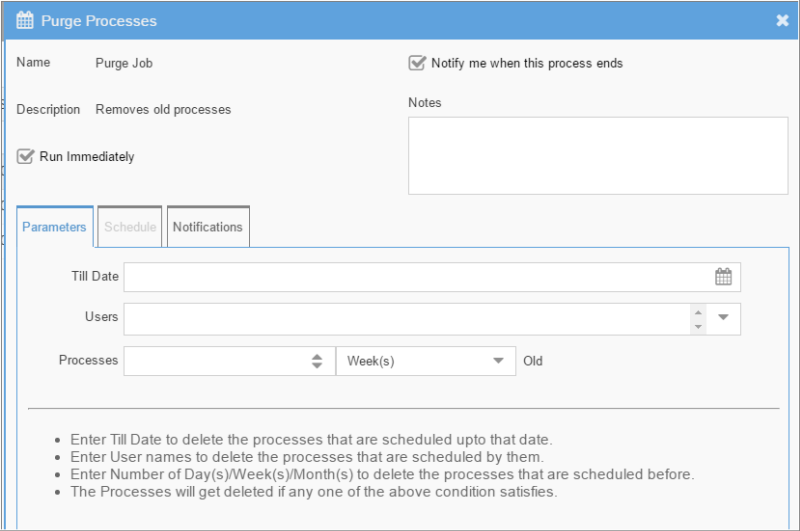 Purge Processes
Name Purge Job
Notify me when this process ends
Description Removes old processes
Notes
Run Immediately
Parameters Schedule Notifications
Till Date
Users
Processes Week(s) Old
Enter Till Date to delete the processes that are scheduled upto that date.
Enter User names to delete the processes that are scheduled by them.
Enter Number of Day(s)/Week(s)/Month(s) to delete the processes that are scheduled before.
The Processes will get deleted if any one of the above condition satisfies.